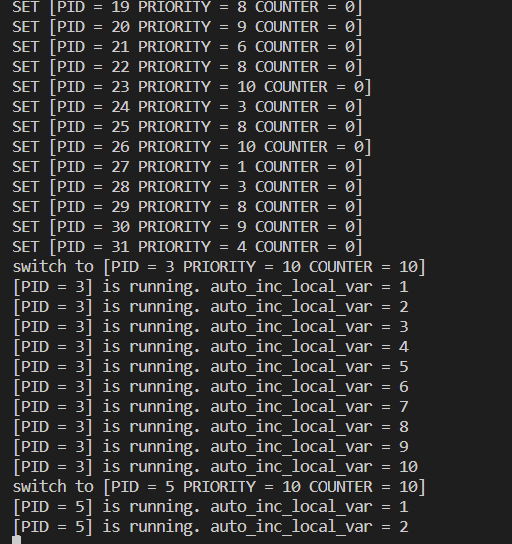 SET [PID = 19 PRIORITY = 8 COUNTER = 0]
SET [PID = 20 PRIORITY = 9 COUNTER = 0]
SET [PID = 21 PRIORITY = 6 COUNTER = 0]
SET [PID = 22 PRIORITY = 8 COUNTER = 0]
SET [PID = 23 PRIORITY = 10 COUNTER = 0]
SET [PID = 24 PRIORITY = 3 COUNTER = 0]
SET [PID = 25 PRIORITY = 8 COUNTER = 0]
SET [PID = 26 PRIORITY = 10 COUNTER = 0]
SET [PID = 27 PRIORITY = 1 COUNTER = 0]
SET [PID = 28 PRIORITY = 3 COUNTER = 0]
SET [PID = 29 PRIORITY = 8 COUNTER = 0]
SET [PID = 30 PRIORITY = 9 COUNTER = 0]
SET [PID = 31 PRIORITY = 4 COUNTER = 0]
switch to [PID = 3 PRIORITY = 10 COUNTER = 10]
[PID = 3] is running. auto_inc_local_var = 1
[PID = 3] is running. auto_inc_local_var = 2
[PID = 3] is running. auto_inc_local_var = 3
[PID = 3] is running. auto_inc_local_var = 4
[PID = 3] is running. auto_inc_local_var = 5
[PID = 3] is running. auto_inc_local_var = 6
[PID = 3] is running. auto_inc_local_var = 7
[PID = 3] is running. auto_inc_local_var = 8
[PID = 3] is running. auto_inc_local_var = 9
[PID = 3] is running. auto_inc_local_var = 10
switch to [PID = 5 PRIORITY = 10 COUNTER = 10]
[PID = 5] is running. auto_inc_local_var = 1
[PID = 5] is running. auto_inc_local_var = 2